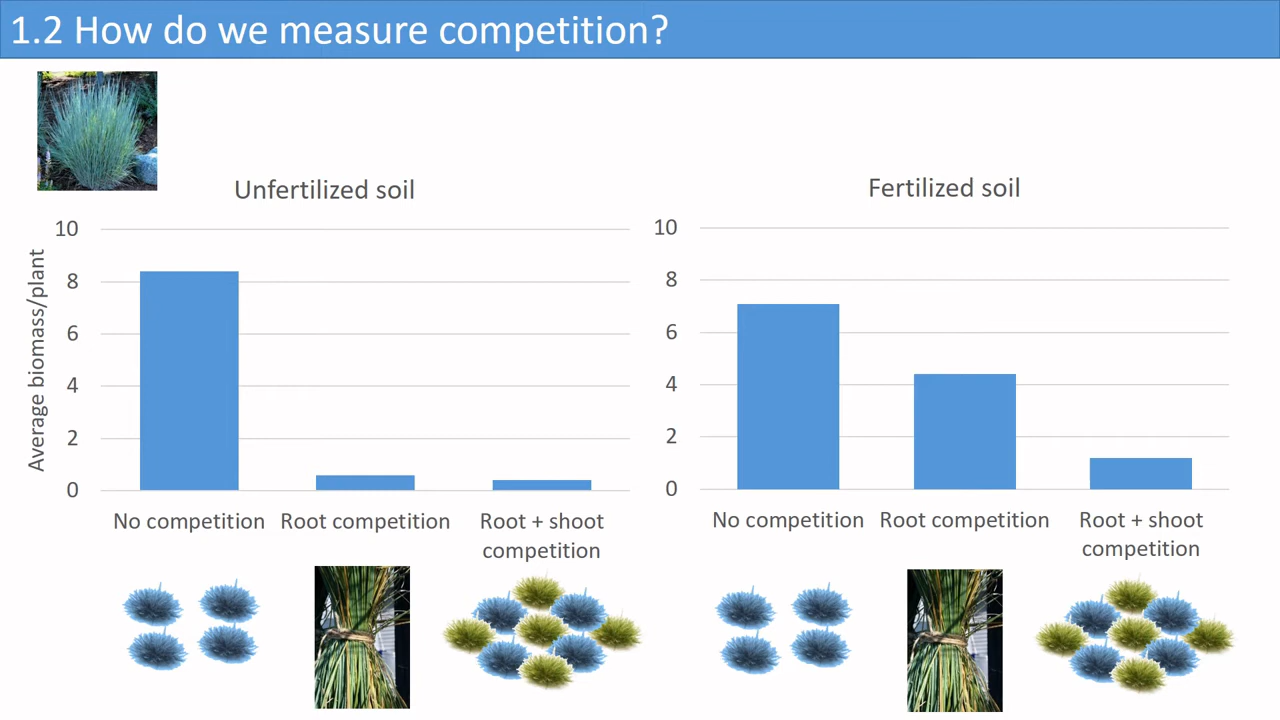 1.2 How do we measure competition?
Unfertilized soil
Average biomass/plant
10
8
6
4
2
0
No competition
Root competition
Root + shoot
competition
Fertilized soil
10
8
6
4
2
0
No competition
Root competition
Root + shoot
competition